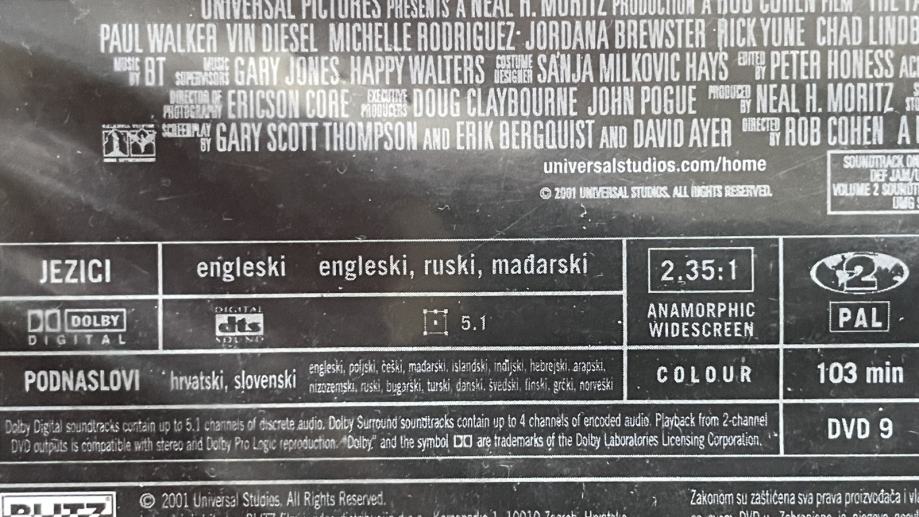 UNIVERSAL PICTURES PRESENTS A NEAL H. MORITZ PRODUCTION A ROB COHEN FILM
PAUL WALKER VIN DIESEL MICHELLE RODRIGUEZ JORDANA BREWSTER RICK YUNE CHAD
MUSIC BY BT MUSIC SUPERVISORS GARY JONES HAPPY WALTERS COSTUME DESIGNER SANJA MILKOVIC HAYS EDITED BY PETER HONESS
DIRECTOR OF PHOTOGRAPHY ERICSON CORE EXECUTIVE PRODUCERS DOUG CLAYBOURNE JOHN POGUE PRODUCED BY NEAL H. MORITZ
SCREENPLAY BY GARY SCOTT THOMPSON AND ERIK BERGQUIST AND DAVID AYER DIRECTED BY ROB COHEN A
universalstudios.com/home
© 2001 UNIVERSAL STUDIOS. ALL RIGHTS RESERVED.
SOUNDTRACK ON
DEF JAM/
VOLUME 2
UMG
JEZICI engleski engleski, ruski, mađarski
DOLBY
DIGITAL
DIGITAL
dts
SOUND
5.1
2.35:1
ANAMORPHIC
WIDESCREEN
2
PAL
PODNASLOVI hrvatski, slovenski
engleski, poljski, češki, mađarski, islandski, indijski, hebrejski, arapski,
nizozemski, ruski, bugarski, turski, danski, švedski, finski, grčki, norveški
COLOUR
103 min
Dolby Digital soundtracks contain up to 5.1 channels of discrete audio. Dolby Surround soundtracks contain up to 4 channels of encoded audio. Playback from 2-channel
DVD outputs is compatible with stereo and Dolby Pro Logic reproduction. "Dolby" and the symbol are trademarks of the Dolby Laboratories Licensing Corporation.
DVD 9
BLITZ
© 2001 Universal Studios. All Rights Reserved.
Zakonom su zaštićena sva prava proizvođača i